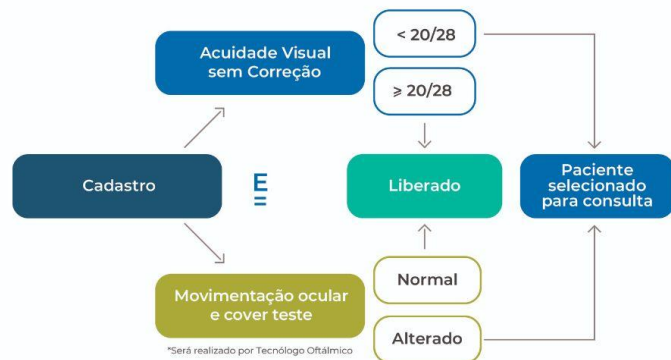 Acuidade Visual
sem Correção
< 20/28
⩾ 20/28
Cadastro
E
Liberado
Paciente
selecionado
para consulta
Movimentação ocular
e cover teste
Normal
Alterado
*Será realizado por Tecnólogo Oftálmico